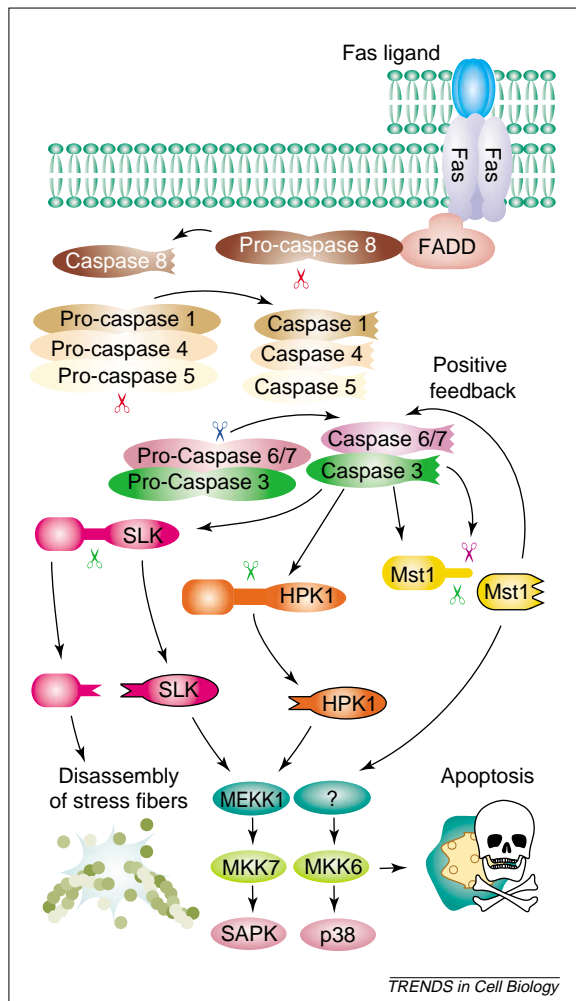 Fas ligand
Fas
Fas
FADD
Pro-caspase 8
Caspase 8
Pro-caspase 1
Pro-caspase 4
Pro-caspase 5
Caspase 1
Caspase 4
Caspase 5
Positive
feedback
Caspase 6/7
Caspase 3
Pro-Caspase 6/7
Pro-Caspase 3
SLK
HPK1
Mst1
Mst1
SLK
HPK1
Disassembly
of stress fibers
MEKK1
?
Apoptosis
MKK7
MKK6
SAPK
p38
TRENDS in Cell Biology